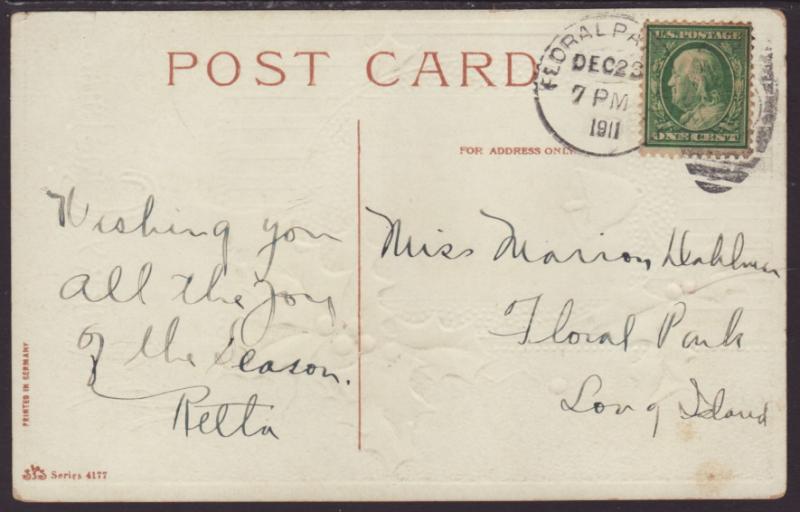 POST CARD
FLORAL PA
DEC 23
7 PM
1911
U.S. POSTAGE
ONE CENT
FOR ADDRESS ONLY
Wishing you
all the Joy
of the Season.
Retta
Miss Marion Dahlman
Floral Park
Long Island
PRINTED IN GERMANY
Series 4177